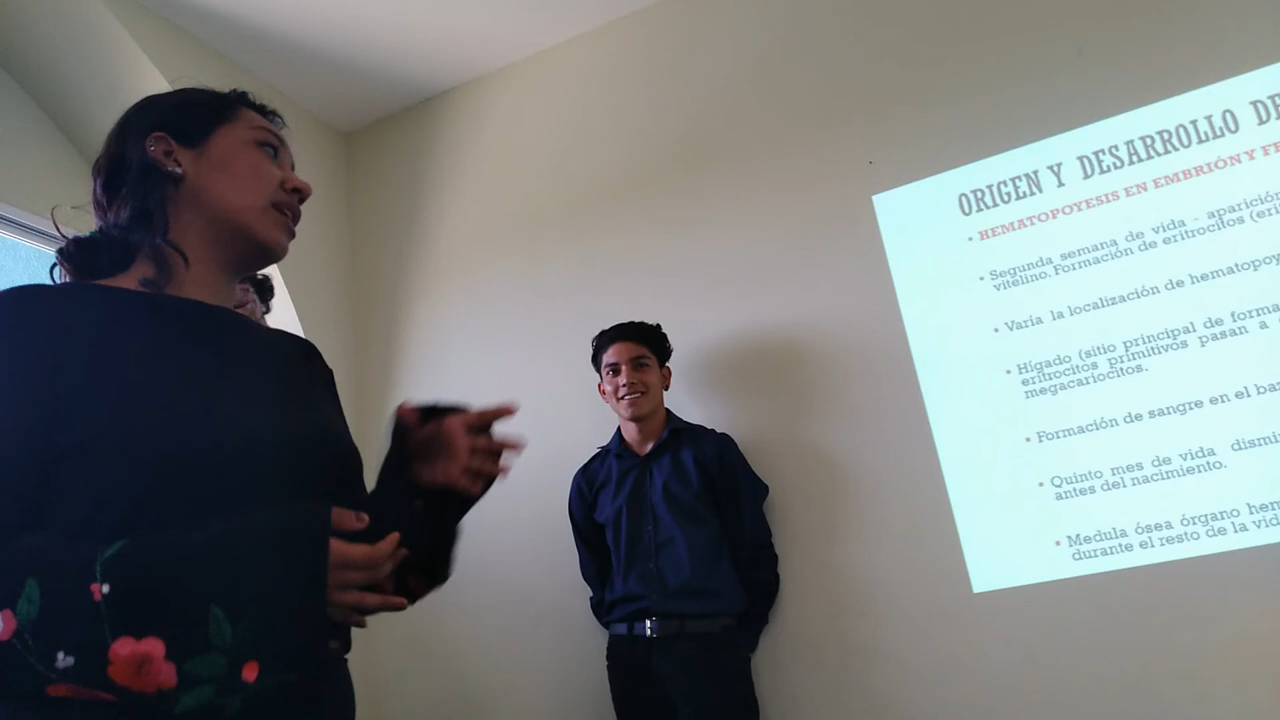 ORIGEN Y DESARROLLO DE
• HEMATOPOYESIS EN EMBRIÓN Y FE
• Segunda semana de vida - aparición
vitelino. Formación de eritrocitos (eri
• Varía la localización de hematopoy
• Hígado (sitio principal de forma
eritrocitos primitivos pasan a
megacariocitos.
• Formación de sangre en el ba
• Quinto mes de vida dismi
antes del nacimiento.
• Medula ósea órgano hem
durante el resto de la vid